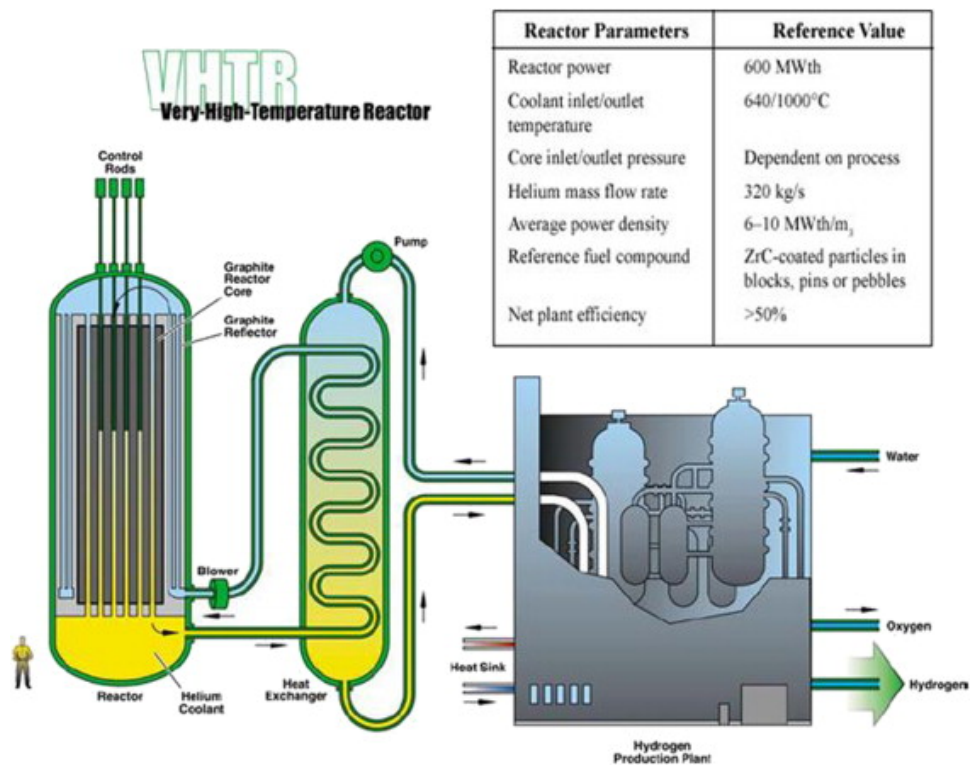 VHTR
Very-High-Temperature Reactor
Reactor Parameters Reference Value
Reactor power 600 MWth
Coolant inlet/outlet 640/1000°C
temperature
Core inlet/outlet pressure Dependent on process
Helium mass flow rate 320 kg/s
Average power density 6–10 MWth/m3
Reference fuel compound ZrC-coated particles in
blocks, pins or pebbles
Net plant efficiency >50%
Control
Rods
Graphite
Reactor
Core
Graphite
Reflector
Pump
Blower
Reactor
Helium
Coolant
Heat
Exchanger
Heat Sink
Water
Oxygen
Hydrogen
Hydrogen
Production Plant